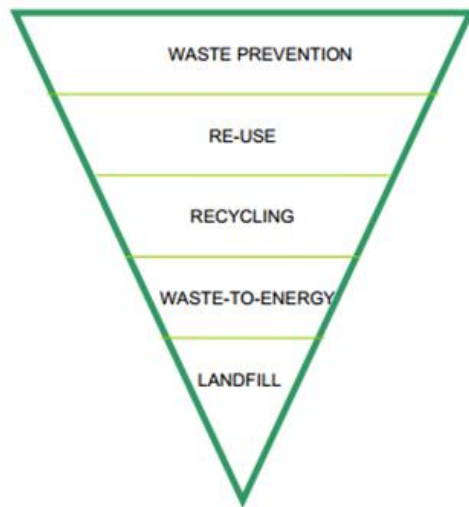 WASTE PREVENTION
RE-USE
RECYCLING
WASTE-TO-ENERGY
LANDFILL